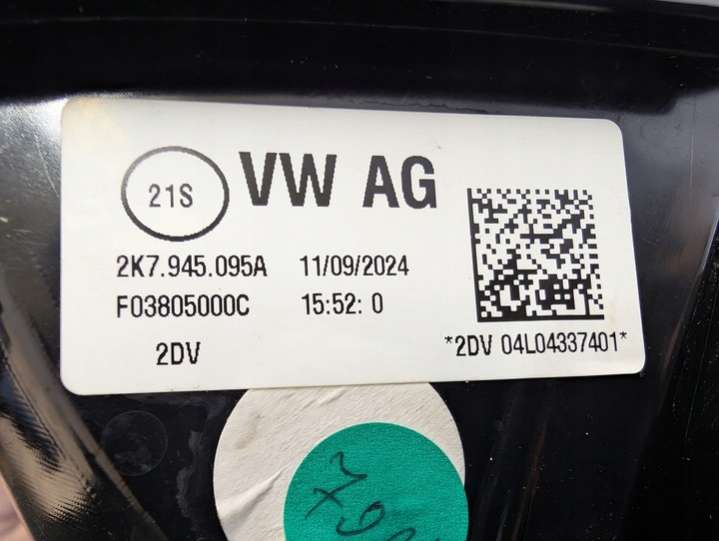 21S
VW AG
2K7.945.095A 11/09/2024
F03805000C 15:52: 0
2DV *2DV 04L04337401*